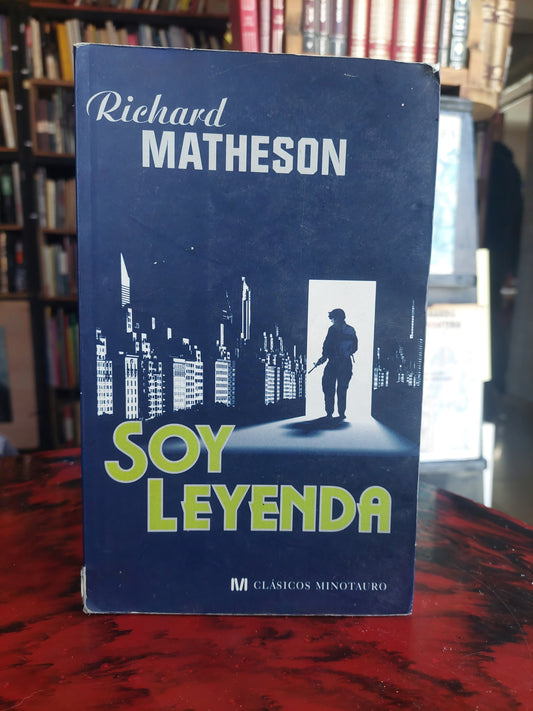 Richard
MATHESON
SOY
LEYENDA
M CLÁSICOS MINOTAURO